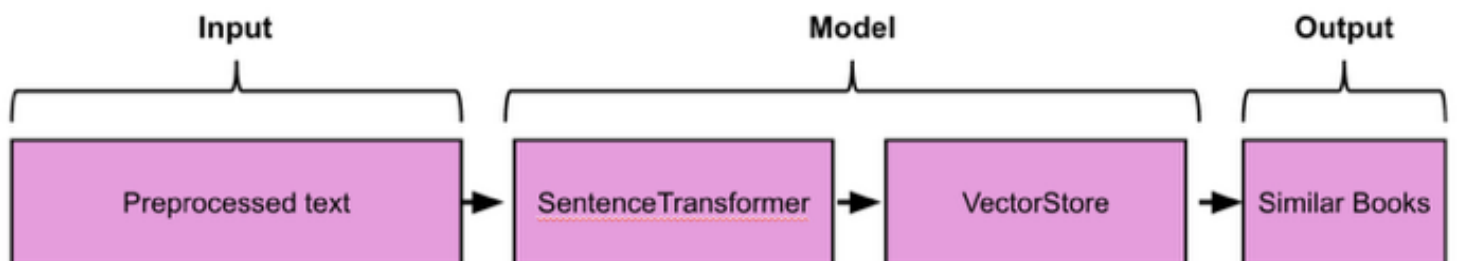 Input
Model
Output
Preprocessed text
SentenceTransformer
VectorStore
Similar Books